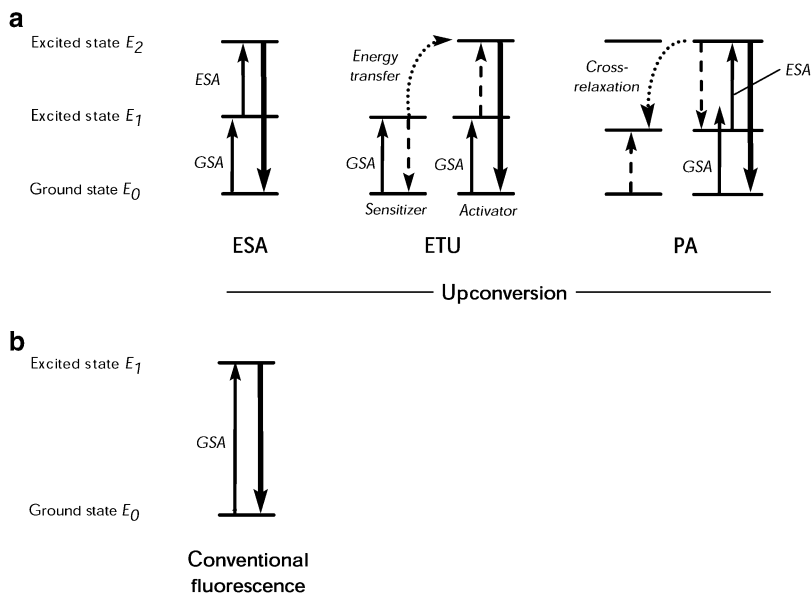 a
Excited state E2
Excited state E1
Ground state E0
ESA
GSA
ESA
Energy
transfer
GSA
GSA
Sensitizer
Activator
ETU
Cross-
relaxation
ESA
GSA
PA
Upconversion
b
Excited state E1
GSA
Ground state E0
Conventional
fluorescence